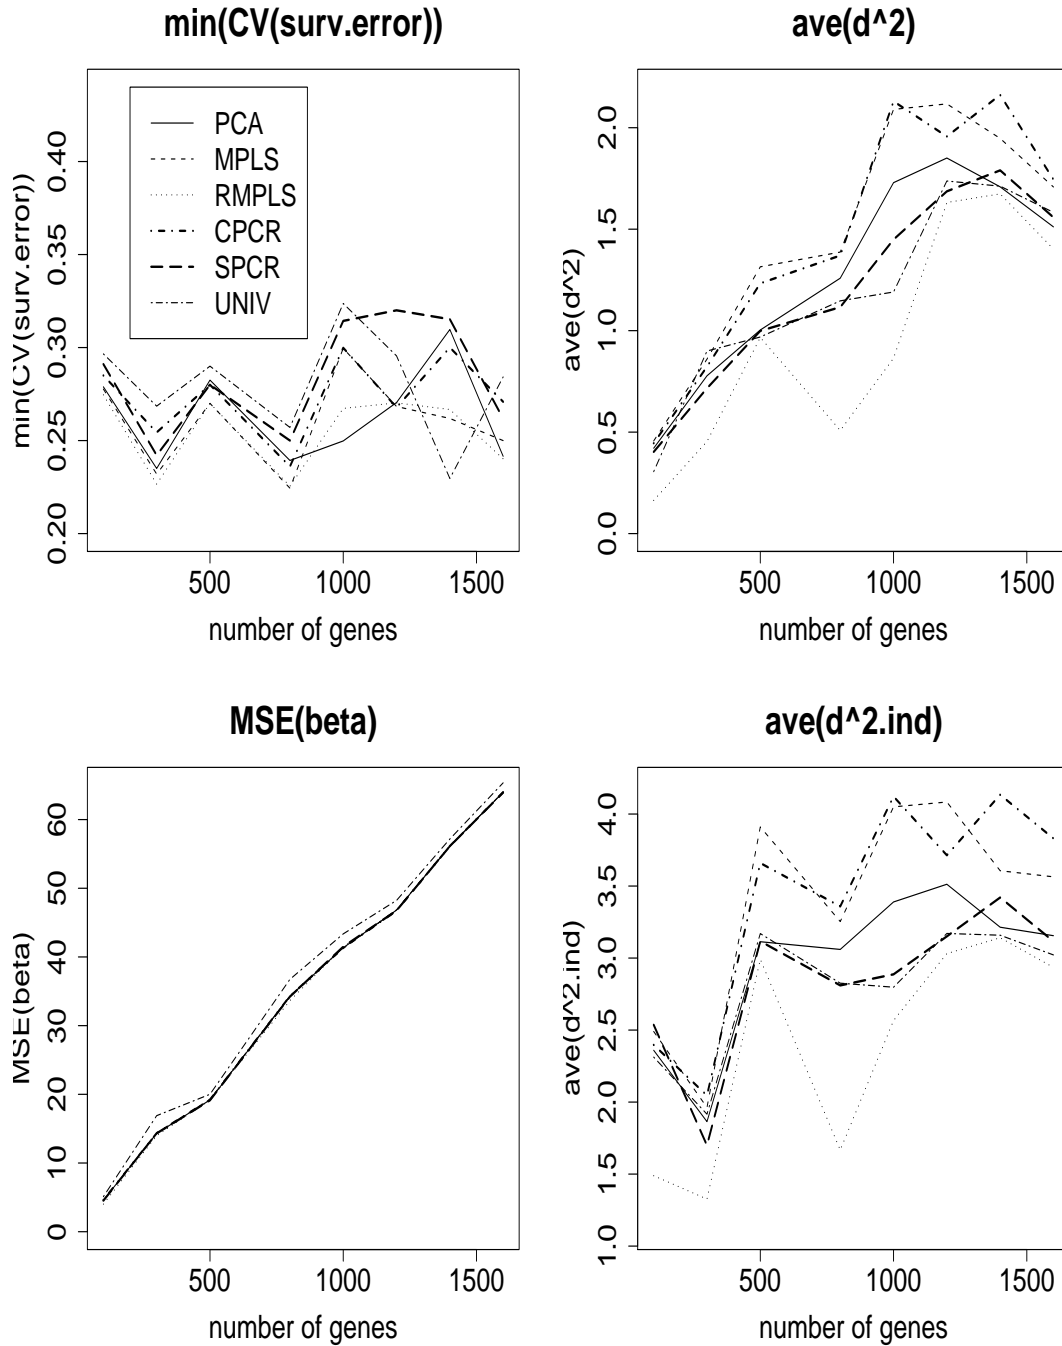 min(CV(surv.error))
min(CV(surv.error))
0.40
0.35
0.30
0.25
0.20
PCA
MPLS
RMPLS
CPCR
SPCR
UNIV
500 1000 1500
number of genes
ave(d^2)
ave(d^2)
2.0
1.5
1.0
0.5
0.0
500 1000 1500
number of genes
MSE(beta)
MSE(beta)
60
50
40
30
20
10
0
500 1000 1500
number of genes
ave(d^2.ind)
ave(d^2.ind)
4.0
3.5
3.0
2.5
2.0
1.5
1.0
500 1000 1500
number of genes